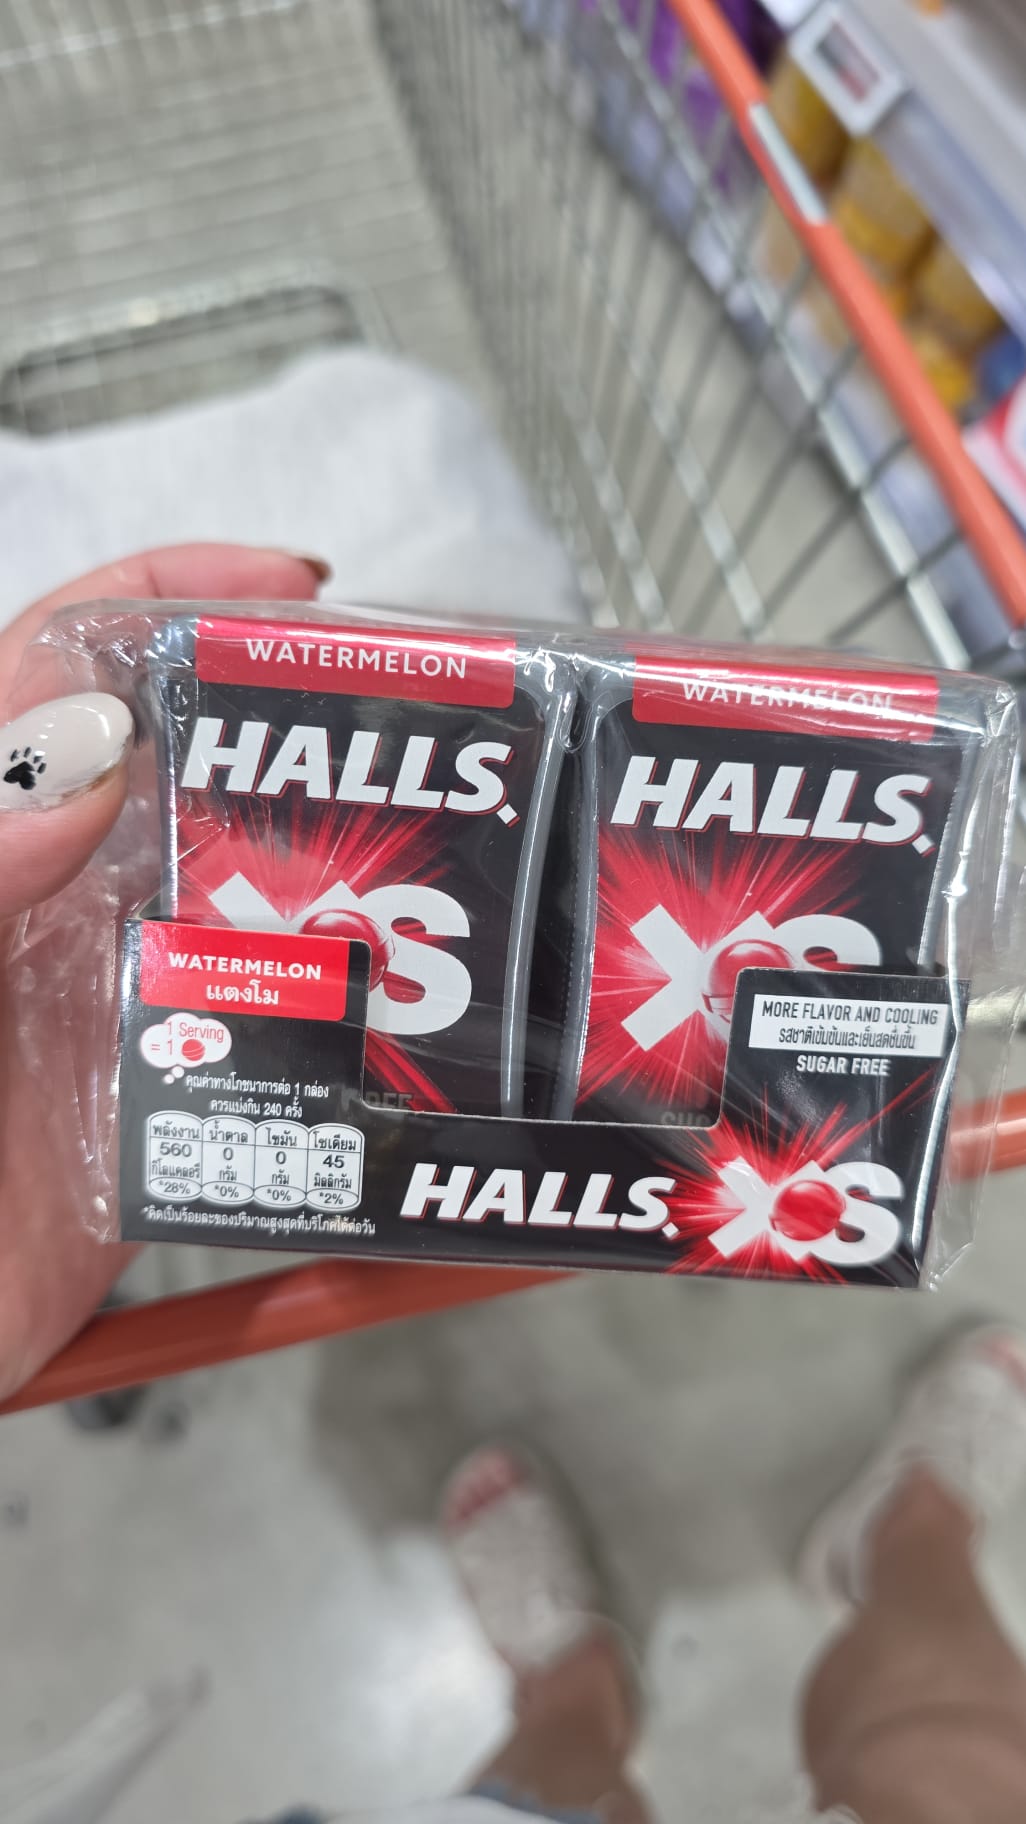 WATERMELON
HALLS.
XS
WATERMELON
HALLS.
XS
WATERMELON
แตงโม
1 Serving
= 1
คุณค่าทางโภชนาการต่อ 1 กล่อง
ควรแบ่งกิน 240 ครั้ง
พลังงาน น้ำตาล ไขมัน โซเดียม
560 0 0 45
กิโลแคลอรี กรัม กรัม มิลลิกรัม
*28% *0% *0% *2%
*คิดเป็นร้อยละของปริมาณสูงสุดที่บริโภคได้ต่อวัน
MORE FLAVOR AND COOLING
รสชาติเข้มข้นและเย็นสดชื่นขึ้น
SUGAR FREE
HALLS. XS